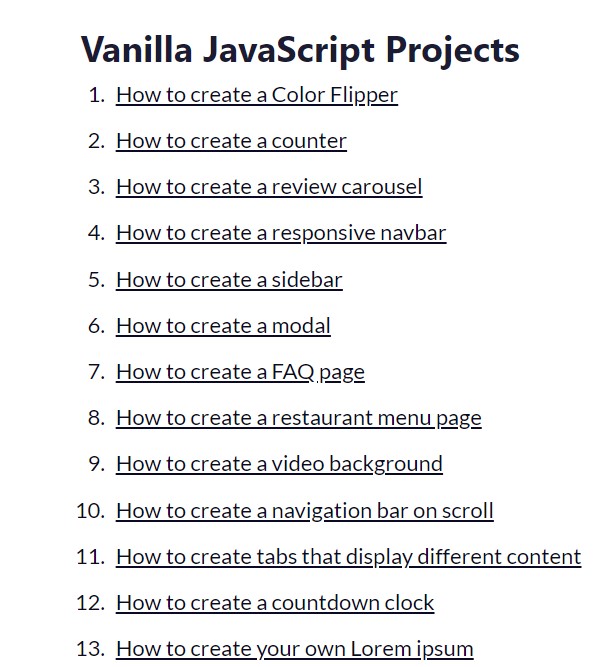 Vanilla JavaScript Projects
1. How to create a Color Flipper
2. How to create a counter
3. How to create a review carousel
4. How to create a responsive navbar
5. How to create a sidebar
6. How to create a modal
7. How to create a FAQ page
8. How to create a restaurant menu page
9. How to create a video background
10. How to create a navigation bar on scroll
11. How to create tabs that display different content
12. How to create a countdown clock
13. How to create your own Lorem ipsum